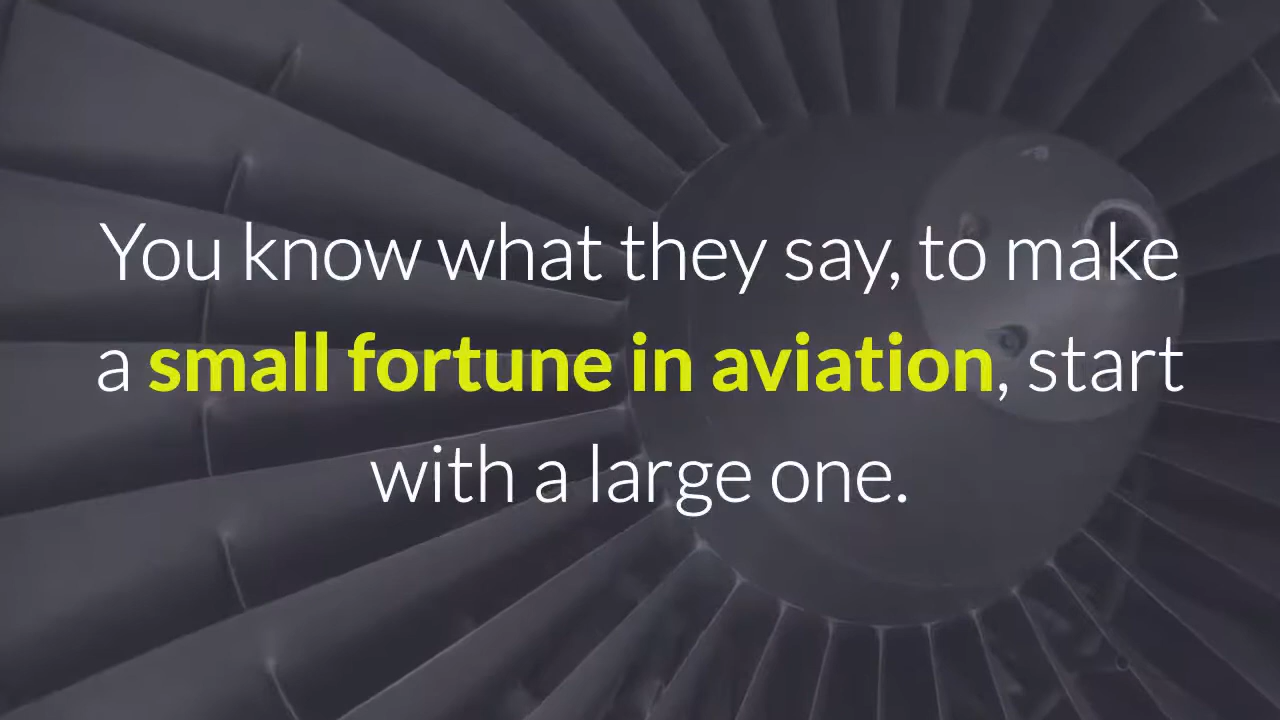 You know what they say, to make
a small fortune in aviation, start
with a large one.